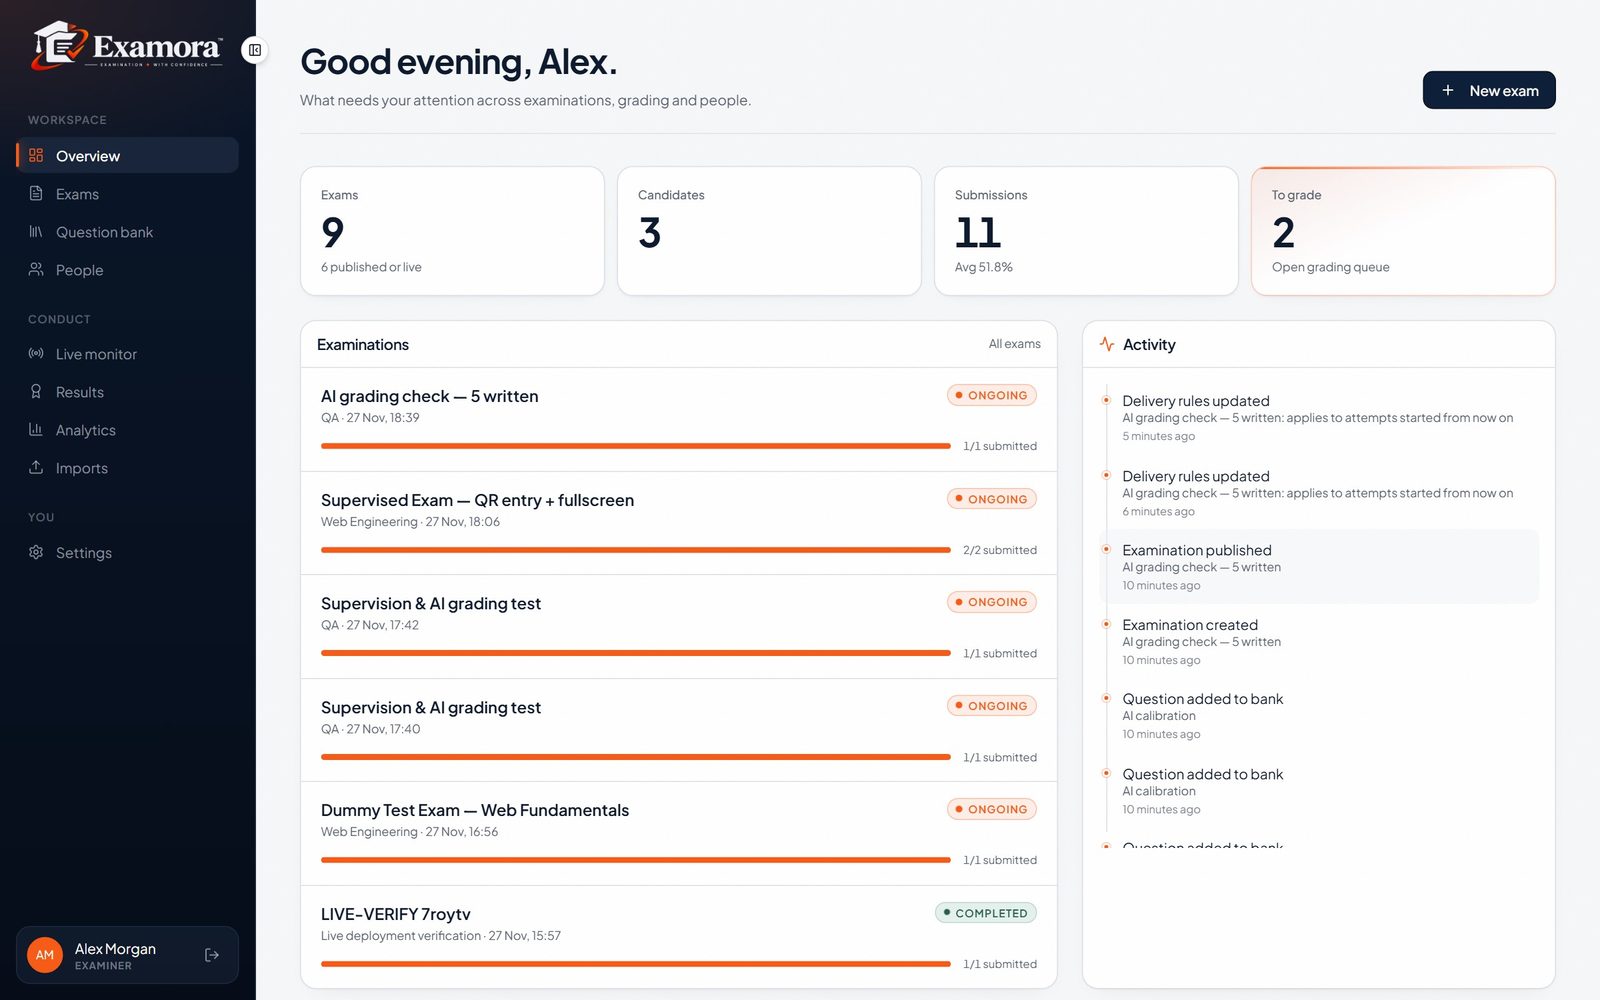 Examora™
EXAMINATION • WITH CONFIDENCE
WORKSPACE
Overview
Exams
Question bank
People
CONDUCT
Live monitor
Results
Analytics
Imports
YOU
Settings
AM
Alex Morgan
EXAMINER
Good evening, Alex.
What needs your attention across examinations, grading and people.
+ New exam
Exams
9
6 published or live
Candidates
3
Submissions
11
Avg 51.8%
To grade
2
Open grading queue
Examinations
All exams
AI grading check — 5 written
ONGOING
QA · 27 Nov, 18:39
1/1 submitted
Supervised Exam — QR entry + fullscreen
ONGOING
Web Engineering · 27 Nov, 18:06
2/2 submitted
Supervision & AI grading test
ONGOING
QA · 27 Nov, 17:42
1/1 submitted
Supervision & AI grading test
ONGOING
QA · 27 Nov, 17:40
1/1 submitted
Dummy Test Exam — Web Fundamentals
ONGOING
Web Engineering · 27 Nov, 16:56
1/1 submitted
LIVE-VERIFY 7roytv
COMPLETED
Live deployment verification · 27 Nov, 15:57
1/1 submitted
Activity
Delivery rules updated
AI grading check — 5 written: applies to attempts started from now on
5 minutes ago
Delivery rules updated
AI grading check — 5 written: applies to attempts started from now on
6 minutes ago
Examination published
AI grading check — 5 written
10 minutes ago
Examination created
AI grading check — 5 written
10 minutes ago
Question added to bank
AI calibration
10 minutes ago
Question added to bank
AI calibration
10 minutes ago
Question added to bank